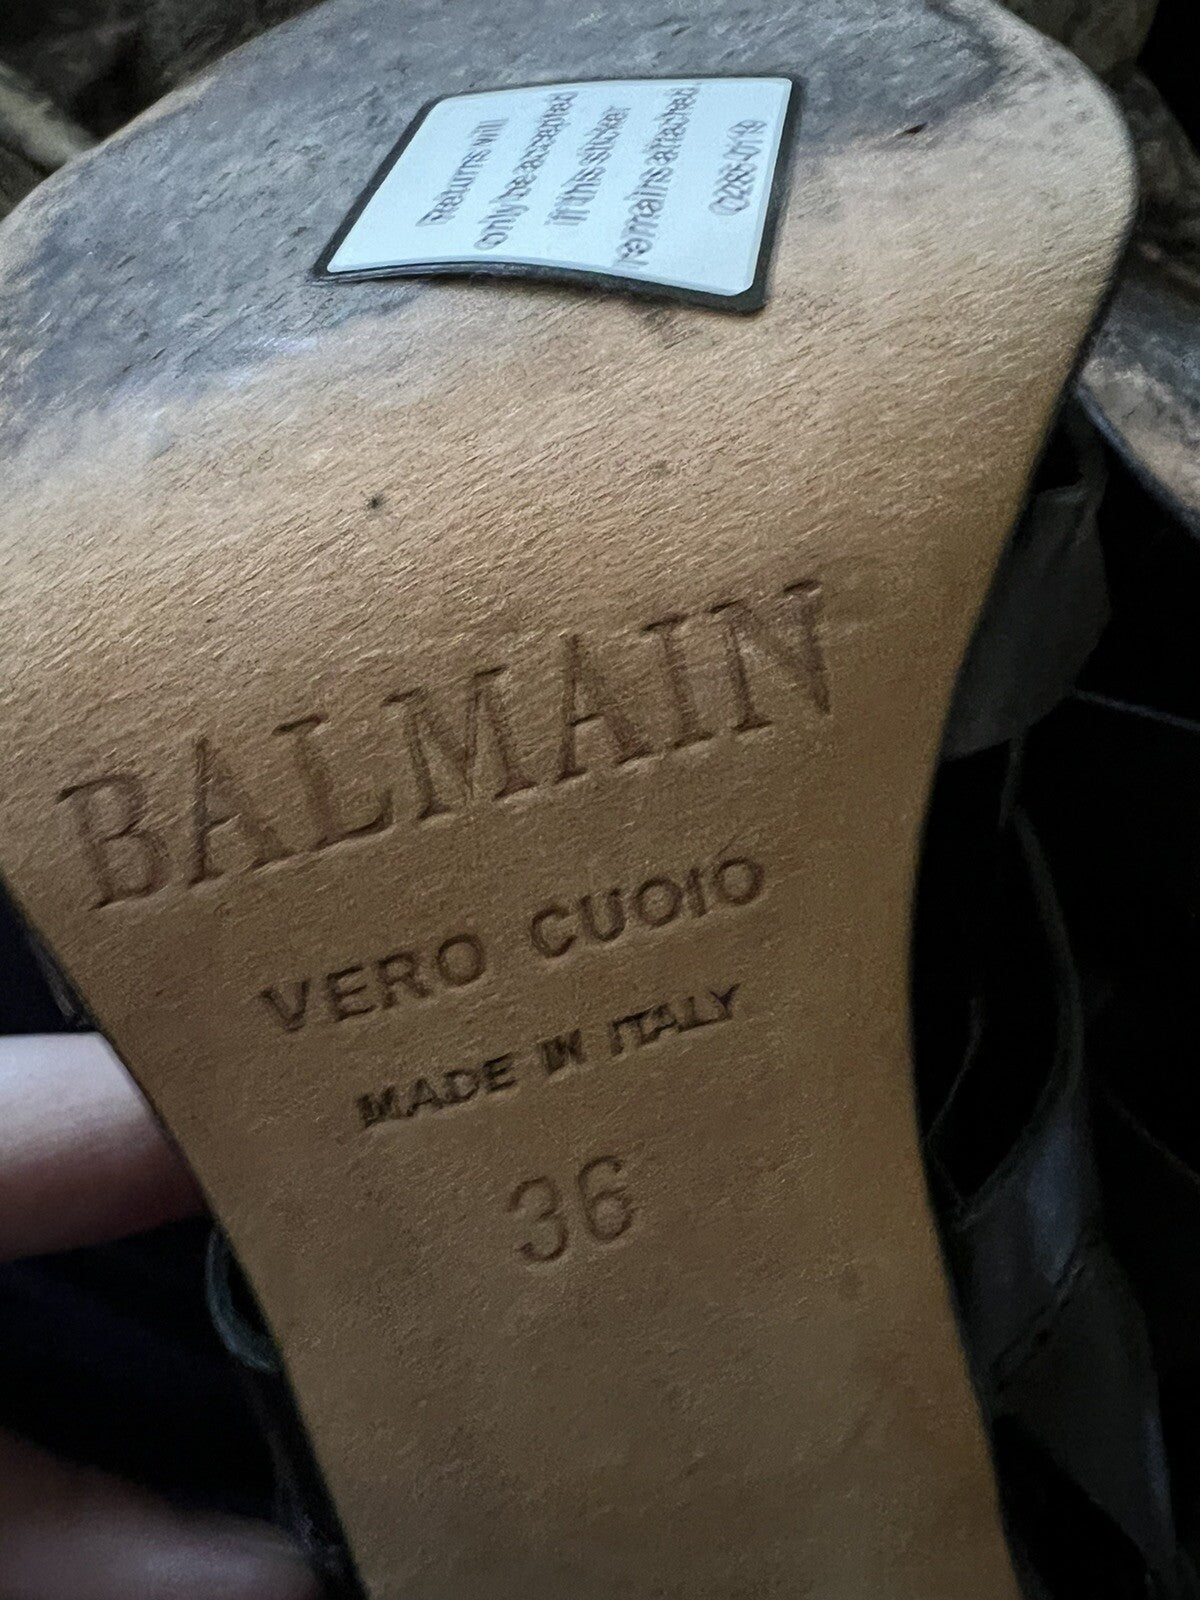 Returns will
only be accepted
if this sticker
remains attached
BALMAIN
VERO CUOIO
MADE IN ITALY
36